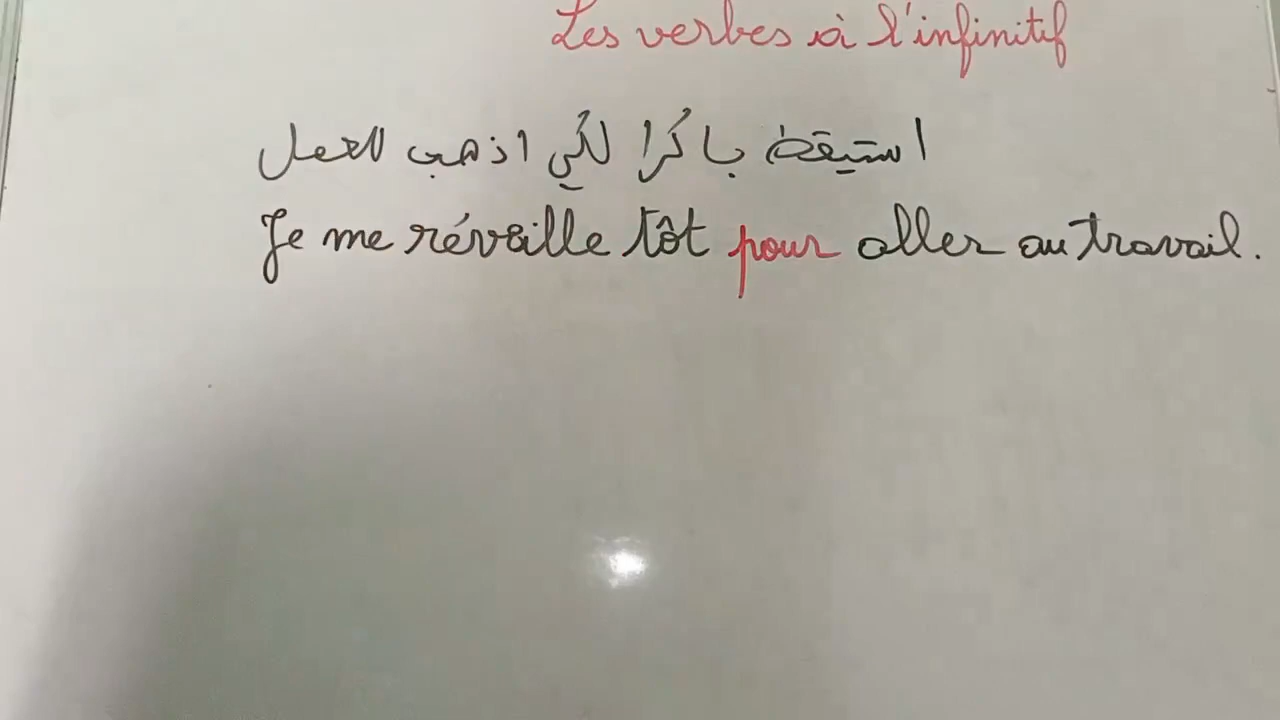 Les verbes à l'infinitif
استيقظ باكرا لكي اذهب للعمل
Je me réveille tôt pour aller au travail.